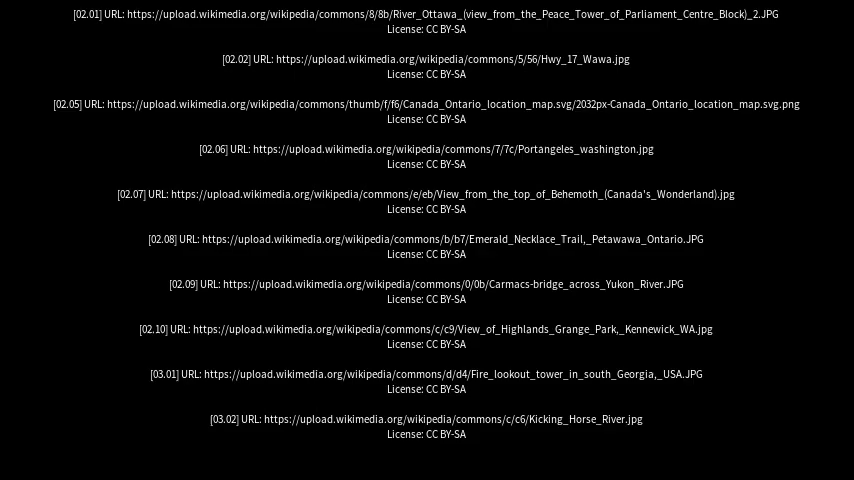 [02.01] URL: https://upload.wikimedia.org/wikipedia/commons/8/8b/River_Ottawa_(view_from_the_Peace_Tower_of_Parliament_Centre_Block)_2.JPG
License: CC BY-SA
[02.02] URL: https://upload.wikimedia.org/wikipedia/commons/5/56/Hwy_17_Wawa.jpg
License: CC BY-SA
[02.05] URL: https://upload.wikimedia.org/wikipedia/commons/thumb/f/f6/Canada_Ontario_location_map.svg/2032px-Canada_Ontario_location_map.svg.png
License: CC BY-SA
[02.06] URL: https://upload.wikimedia.org/wikipedia/commons/7/7c/Portangeles_washington.jpg
License: CC BY-SA
[02.07] URL: https://upload.wikimedia.org/wikipedia/commons/e/eb/View_from_the_top_of_Behemoth_(Canada's_Wonderland).jpg
License: CC BY-SA
[02.08] URL: https://upload.wikimedia.org/wikipedia/commons/b/b7/Emerald_Necklace_Trail,_Petawawa_Ontario.JPG
License: CC BY-SA
[02.09] URL: https://upload.wikimedia.org/wikipedia/commons/0/0b/Carmacs-bridge_across_Yukon_River.JPG
License: CC BY-SA
[02.10] URL: https://upload.wikimedia.org/wikipedia/commons/c/c9/View_of_Highlands_Grange_Park,_Kennewick_WA.jpg
License: CC BY-SA
[03.01] URL: https://upload.wikimedia.org/wikipedia/commons/d/d4/Fire_lookout_tower_in_south_Georgia,_USA.JPG
License: CC BY-SA
[03.02] URL: https://upload.wikimedia.org/wikipedia/commons/c/c6/Kicking_Horse_River.jpg
License: CC BY-SA